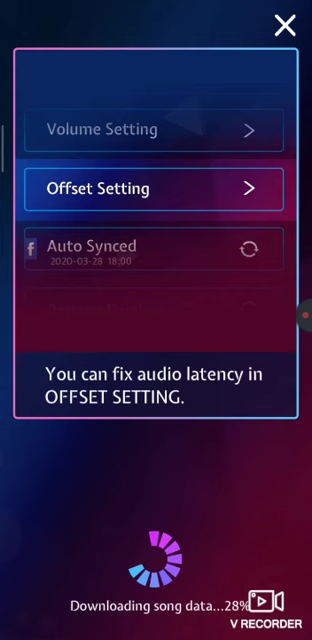 Volume Setting
Offset Setting
f
Auto Synced
2020-03-28 18:00
You can fix audio latency in
OFFSET SETTING.
Downloading song data...28%
V RECORDER